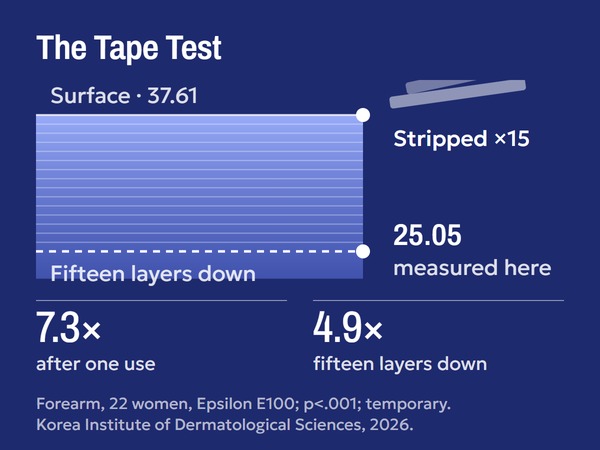 The Tape Test
Surface · 37.61
Stripped ×15
25.05
measured here
Fifteen layers down
7.3×
after one use
4.9×
fifteen layers down
Forearm, 22 women, Epsilon E100; p<.001; temporary.
Korea Institute of Dermatological Sciences, 2026.